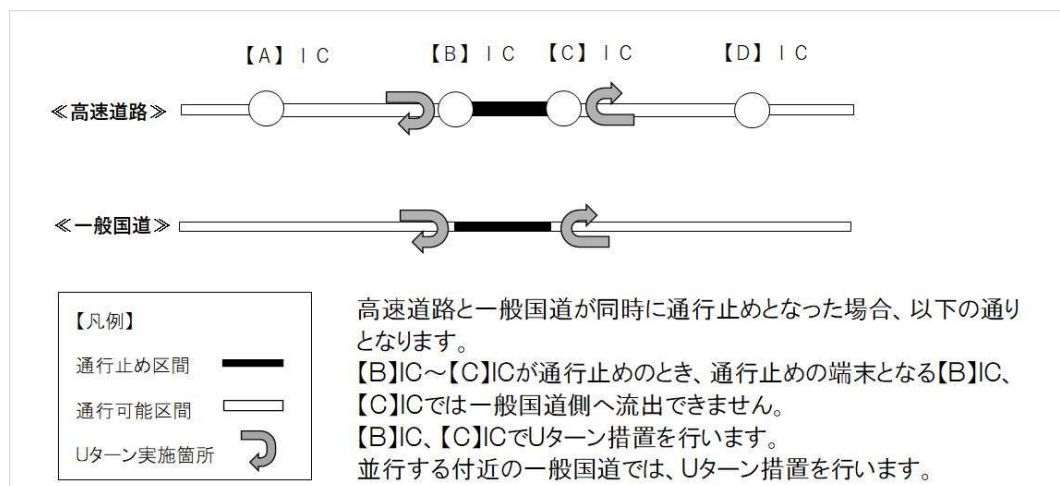 【A】 I C 【B】 I C 【C】 I C 【D】 I C
≪高速道路≫
≪一般国道≫
【凡例】
通行止め区間
通行可能区間
Uターン実施箇所
高速道路と一般国道が同時に通行止めとなった場合、以下の通り
となります。
【B】IC～【C】ICが通行止めのとき、通行止めの端末となる【B】IC、
【C】ICでは一般国道側へ流出できません。
【B】IC、【C】ICでUターン措置を行います。
並行する付近の一般国道では、Uターン措置を行います。